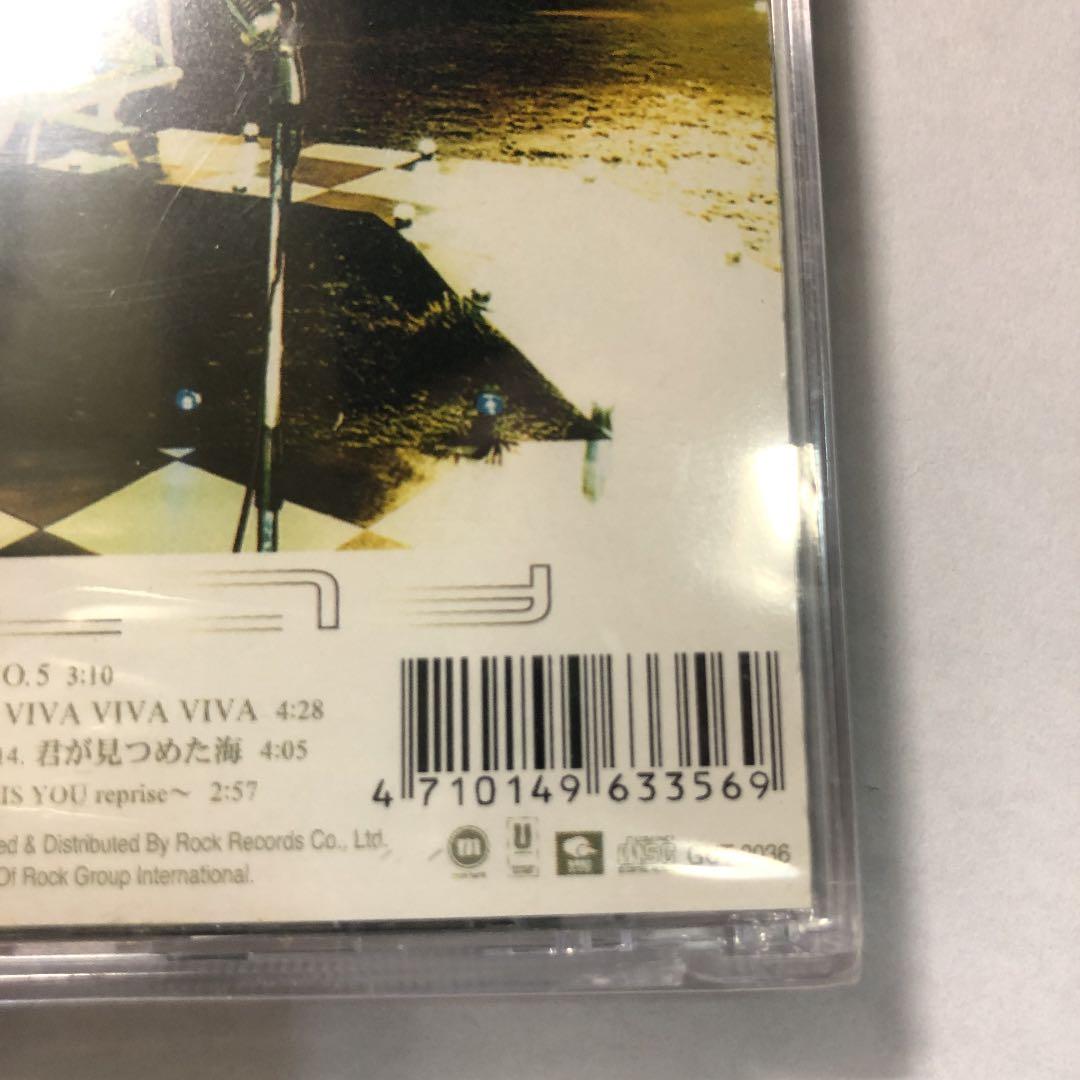 O. 5 3:10
VIVA VIVA VIVA 4:28
14. 君が見つめた海 4:05
IS YOU reprise～ 2:57
ed & Distributed By Rock Records Co., Ltd.
Of Rock Group International.
4 710149 633569
m
U